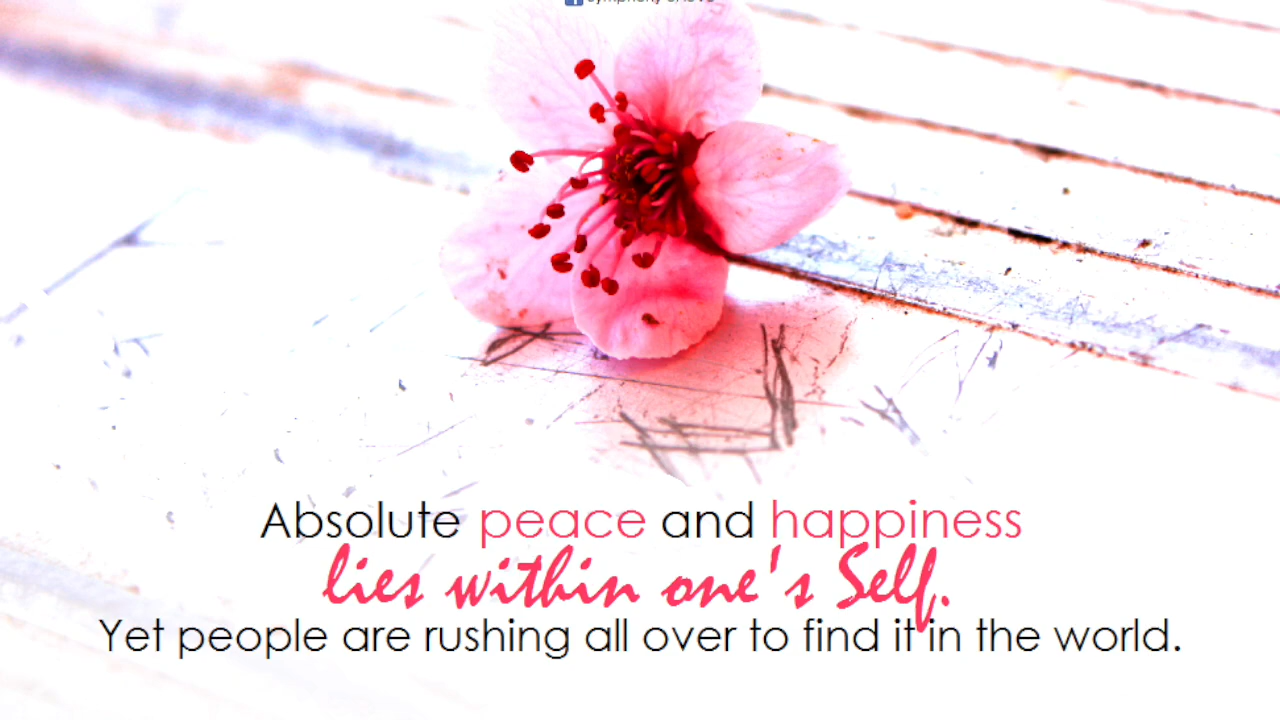 Absolute peace and happiness
lies within one's Self.
Yet people are rushing all over to find it in the world.